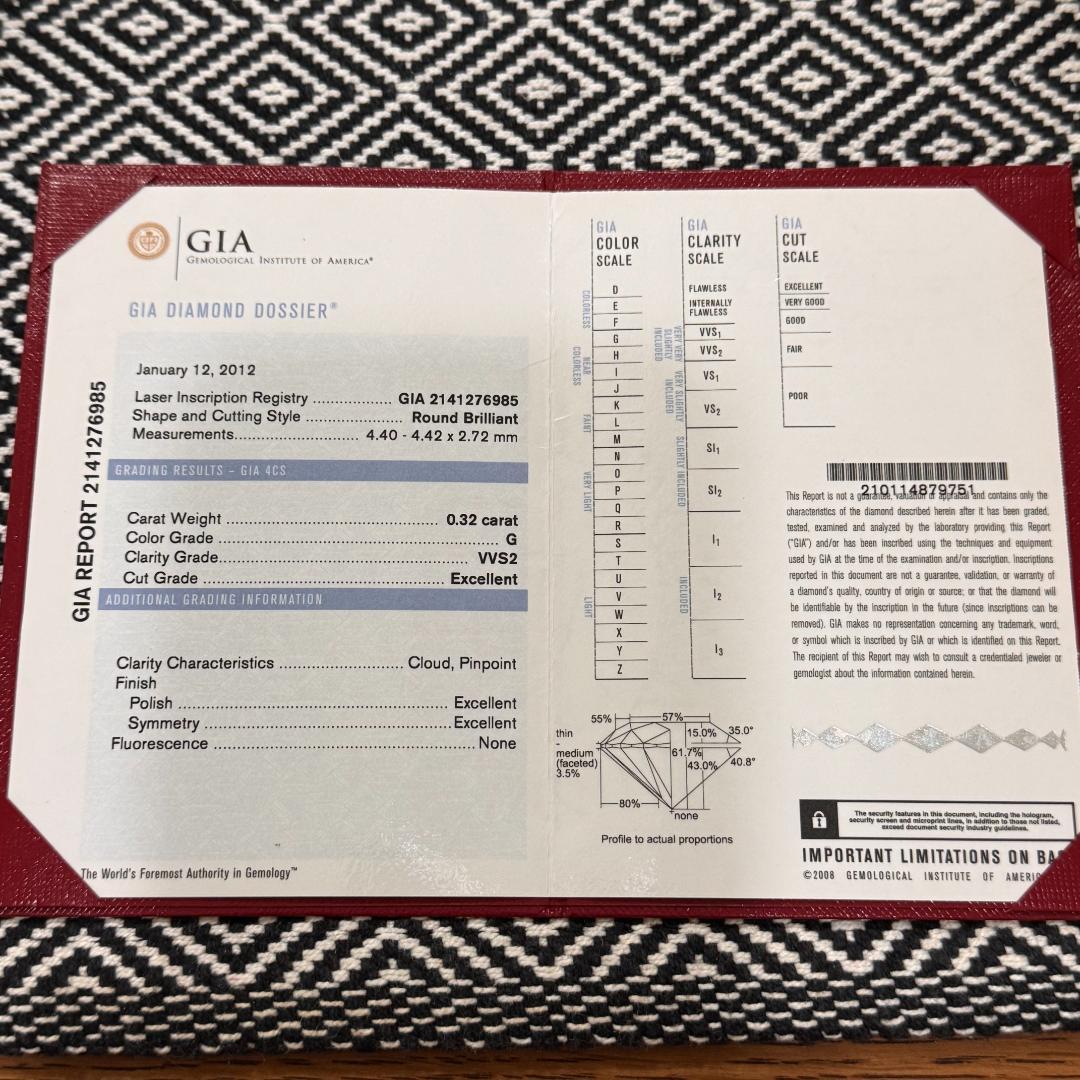 GIA
GEMOLOGICAL INSTITUTE OF AMERICA®
GIA DIAMOND DOSSIER®
January 12, 2012
Laser Inscription Registry ................ GIA 2141276985
Shape and Cutting Style ................ Round Brilliant
Measurements................ 4.40 - 4.42 x 2.72 mm
GRADING RESULTS – GIA 4CS
Carat Weight ................ 0.32 carat
Color Grade ................ G
Clarity Grade................ VVS2
Cut Grade ................ Excellent
ADDITIONAL GRADING INFORMATION
Clarity Characteristics ................ Cloud, Pinpoint
Finish
Polish ................ Excellent
Symmetry ................ Excellent
Fluorescence ................ None
The World's Foremost Authority in Gemology™
GIA REPORT 2141276985
GIA
COLOR
SCALE
D
E
F
G
H
I
J
K
L
M
N
O
P
Q
R
S
T
U
V
W
X
Y
Z
COLORLESS
NEAR
COLORLESS
FAINT
VERY LIGHT
LIGHT
GIA
CLARITY
SCALE
FLAWLESS
INTERNALLY
FLAWLESS
VVS1
VVS2
VS1
VS2
SI1
SI2
I1
I2
I3
VERY VERY
SLIGHTLY
INCLUDED
VERY SLIGHTLY
INCLUDED
SLIGHTLY INCLUDED
INCLUDED
GIA
CUT
SCALE
EXCELLENT
VERY GOOD
GOOD
FAIR
POOR
210114879751
This Report is not a guarantee, valuation or appraisal and contains only the
characteristics of the diamond described herein after it has been graded,
tested, examined and analyzed by the laboratory providing this Report
("GIA") and/or has been inscribed using the techniques and equipment
used by GIA at the time of the examination and/or inscription. Inscriptions
reported in this document are not a guarantee, validation, or warranty of
a diamond's quality, country of origin or source; or that the diamond will
be identifiable by the inscription in the future (since inscriptions can be
removed). GIA makes no representation concerning any trademark, word,
or symbol which is inscribed by GIA or which is identified on this Report.
The recipient of this Report may wish to consult a credentialed jeweler or
gemologist about the information contained herein.
55%
57%
15.0%
35.0°
thin
-
medium
(faceted)
3.5%
61.7%
43.0%
40.8°
80%
none
Profile to actual proportions
The security features in this document, including the hologram,
security screen and microprint lines, in addition to those not listed,
exceed document security industry guidelines.
IMPORTANT LIMITATIONS ON BA
©2008 GEMOLOGICAL INSTITUTE OF AMERIC